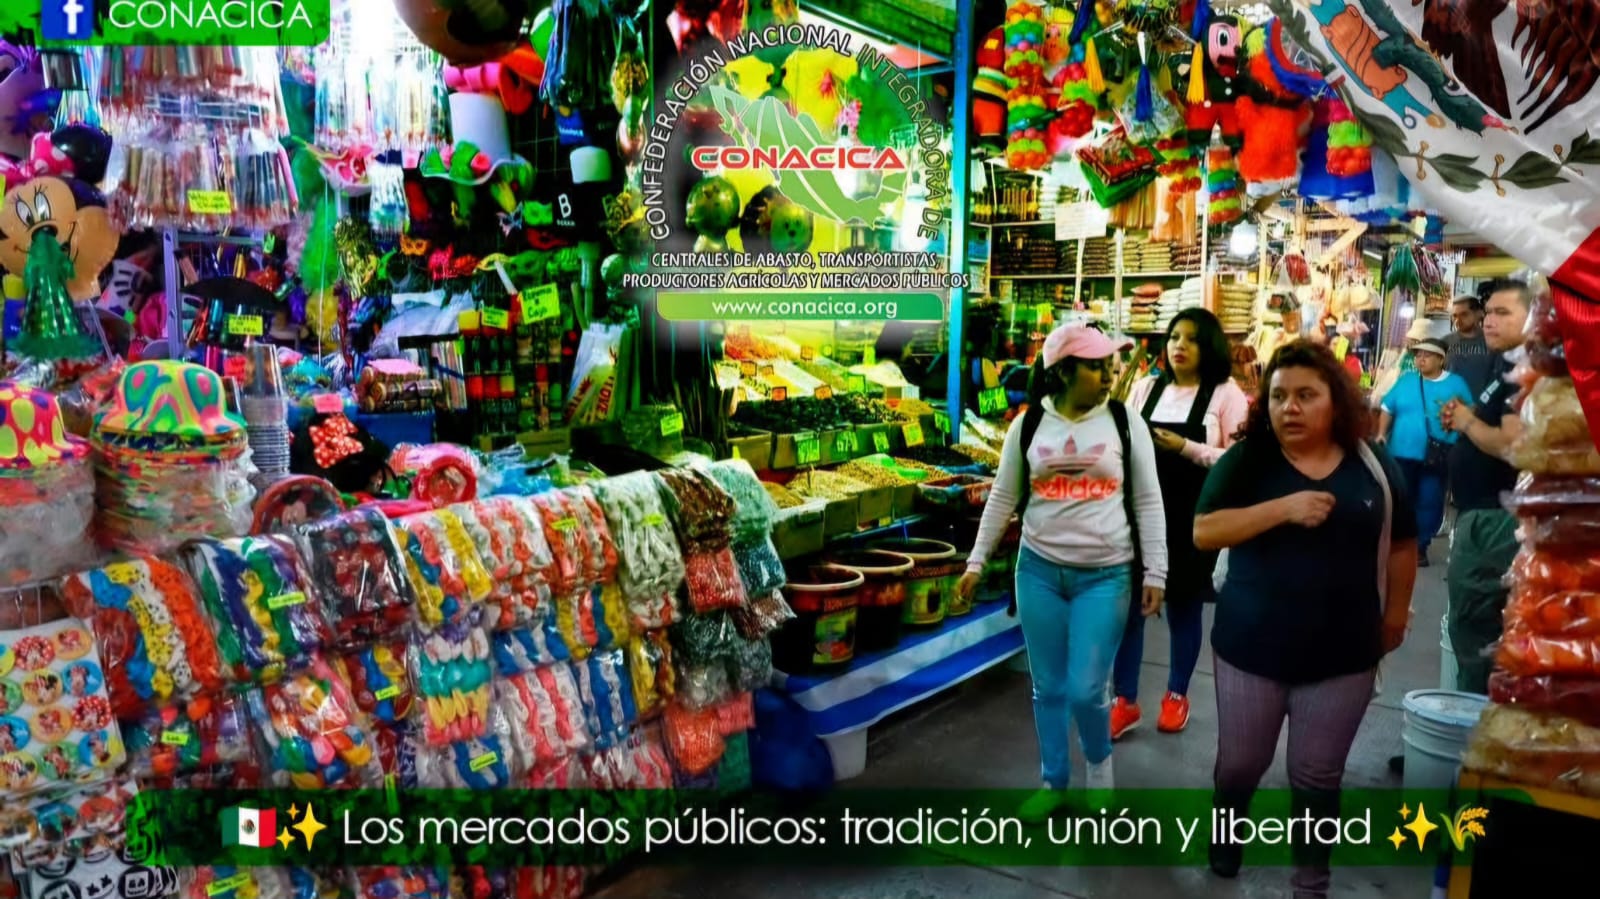 f CONACICA
CONFEDERACIÓN NACIONAL INTEGRADORA DE
CONACICA
CENTRALES DE ABASTO, TRANSPORTISTAS,
PRODUCTORES AGRÍCOLAS Y MERCADOS PÚBLICOS
www.conacica.org
B
adidas
🇲🇽✨ Los mercados públicos: tradición, unión y libertad ✨🌾